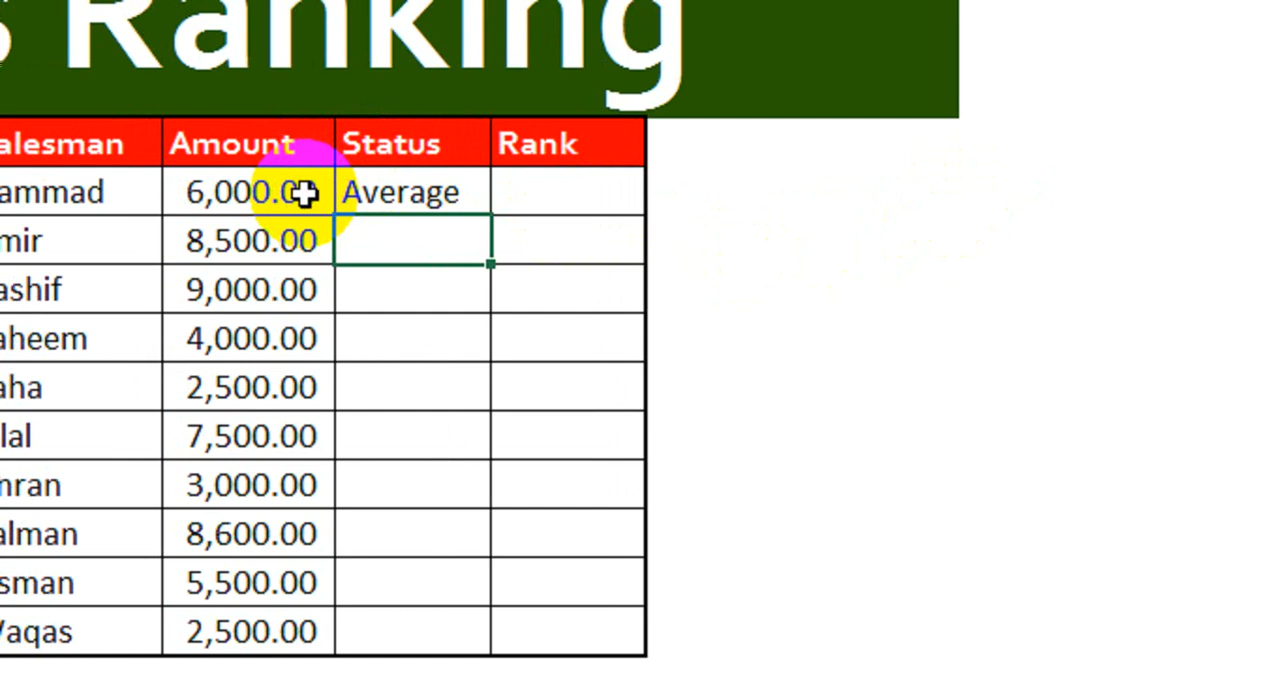 s Ranking
alesman Amount Status Rank
ammad 6,000.00 Average
mir 8,500.00
ashif 9,000.00
aheem 4,000.00
aha 2,500.00
lal 7,500.00
nran 3,000.00
alman 8,600.00
sman 5,500.00
Vaqas 2,500.00